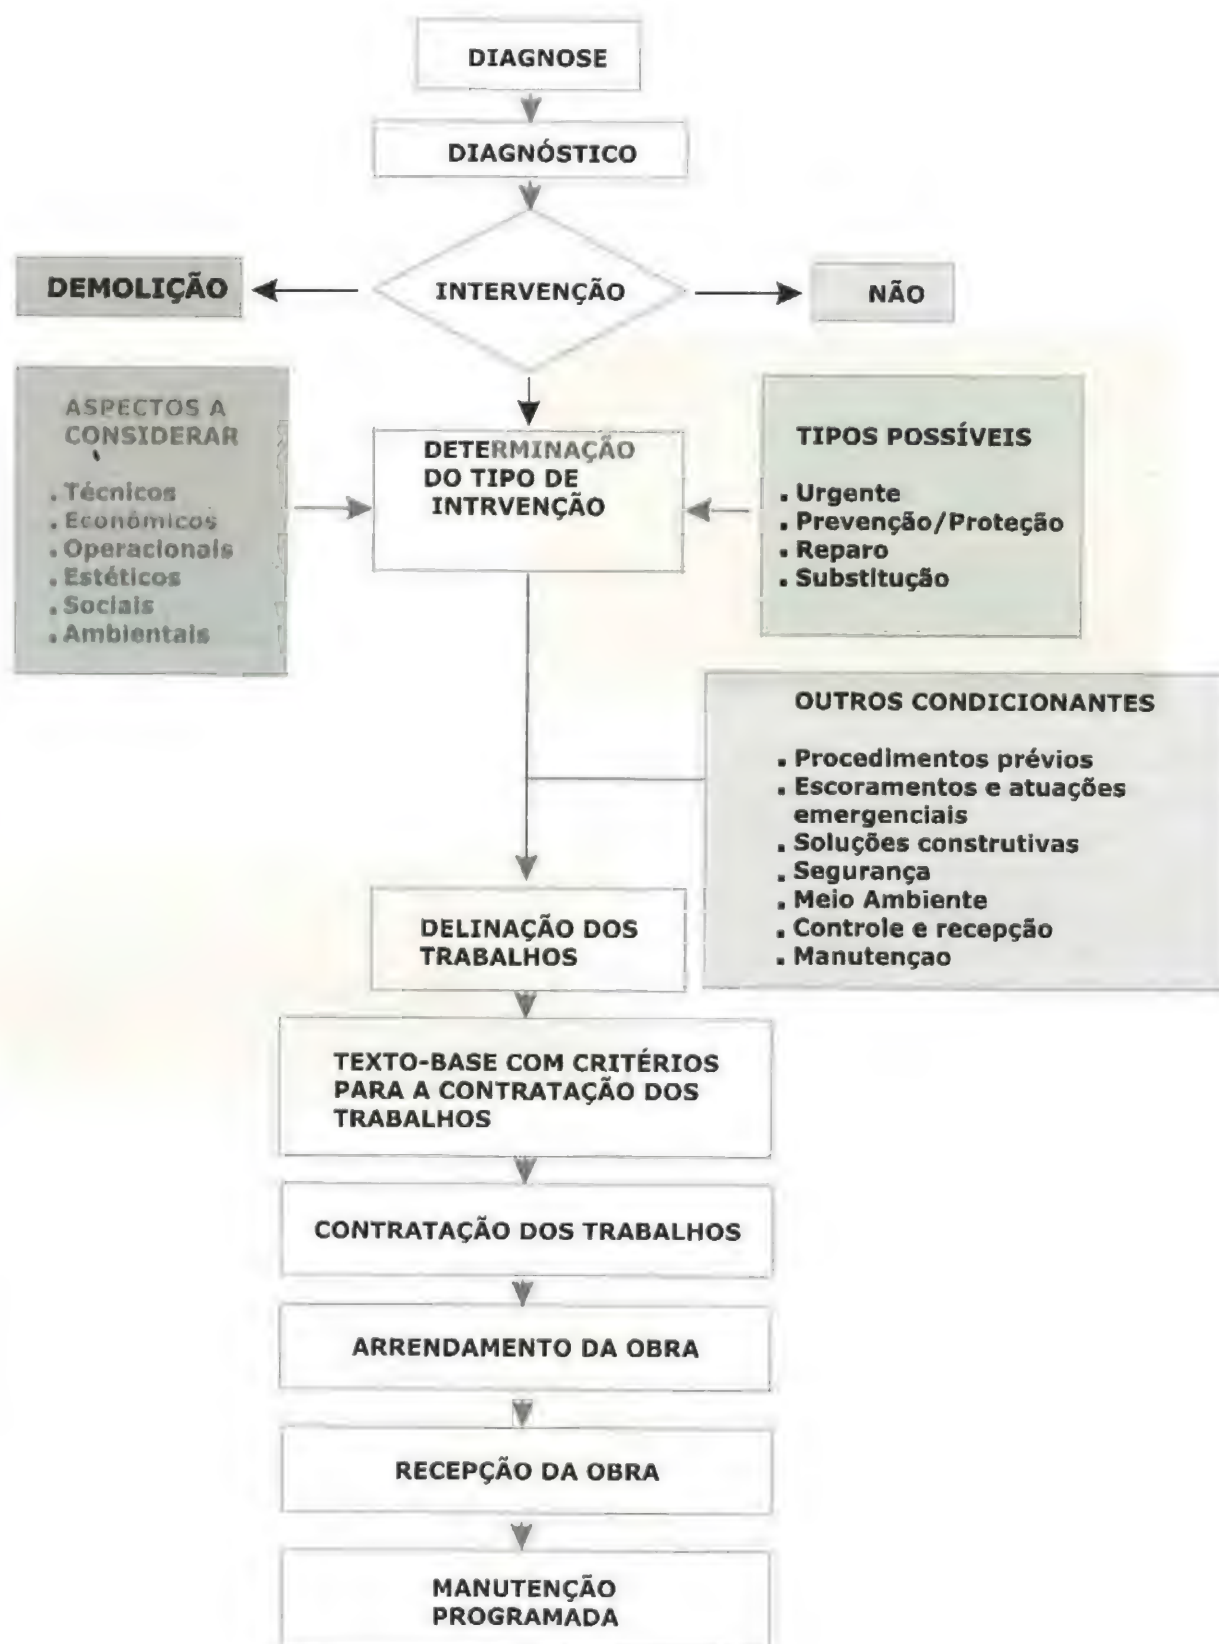 DIAGNOSE
DIAGNÓSTICO
DEMOLIÇÃO
INTERVENÇÃO
NÃO
ASPECTOS A
CONSIDERAR
. Técnicos
. Econômicos
. Operacionais
. Estéticos
. Sociais
. Ambientais
DETERMINAÇÃO
DO TIPO DE
INTRVENÇÃO
TIPOS POSSÍVEIS
. Urgente
. Prevenção/Proteção
. Reparo
. Substitução
OUTROS CONDICIONANTES
. Procedimentos prévios
. Escoramentos e atuações
emergenciais
. Soluções construtivas
. Segurança
. Meio Ambiente
. Controle e recepção
. Manutençao
DELINAÇÃO DOS
TRABALHOS
TEXTO-BASE COM CRITÉRIOS
PARA A CONTRATAÇÃO DOS
TRABALHOS
CONTRATAÇÃO DOS TRABALHOS
ARRENDAMENTO DA OBRA
RECEPÇÃO DA OBRA
MANUTENÇÃO
PROGRAMADA